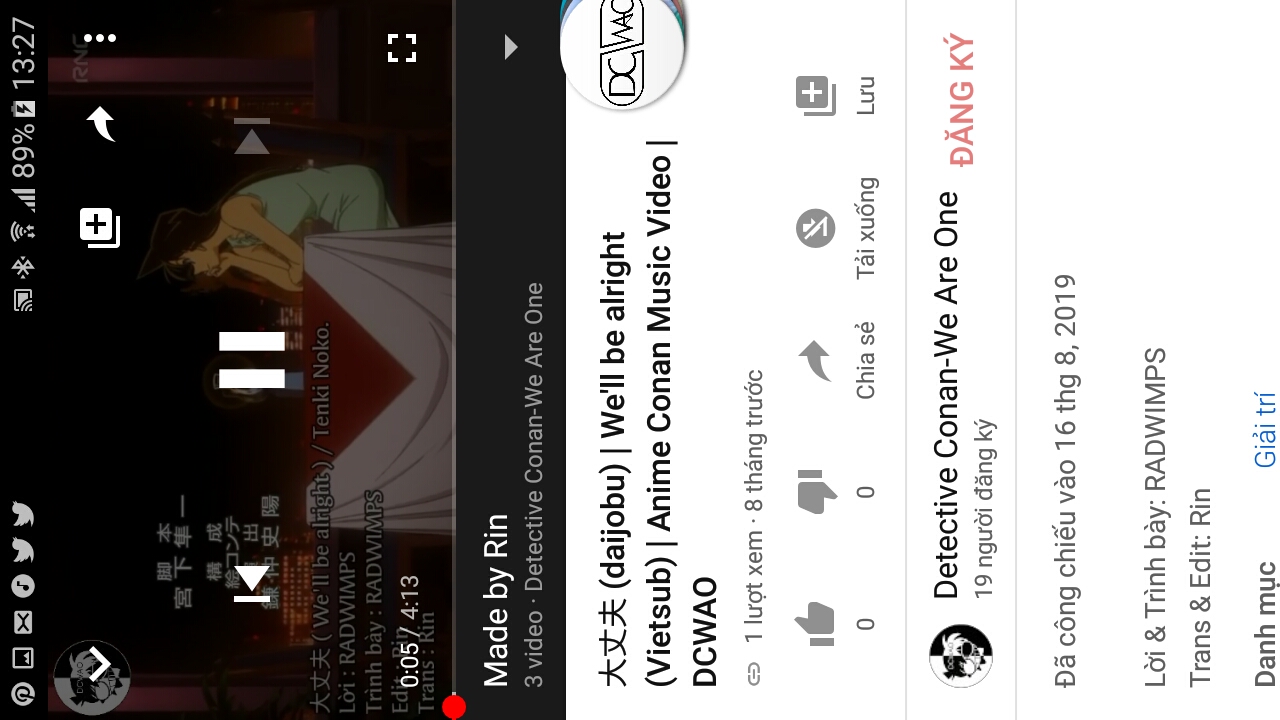 13:27
89%
RNC
宮下隼一
脚本
絵コンテ
構成
演出
鎌仲史陽
大丈夫 ( We'll be alright ) / Tenki Noko.
Lời : RADWIMPS
Trình bày : RADWIMPS
Edit : Rin
Trans : Rin
0:05 / 4:13
Made by Rin
3 video · Detective Conan-We Are One
DCWAO
大丈夫 (daijobu) | We'll be alright
(Vietsub) | Anime Conan Music Video |
DCWAO
1 lượt xem · 8 tháng trước
0
0
Chia sẻ
Tải xuống
Lưu
Detective Conan-We Are One
19 người đăng ký
ĐĂNG KÝ
Đã công chiếu vào 16 thg 8, 2019
Lời & Trình bày: RADWIMPS
Trans & Edit: Rin
Danh mục
Giải trí